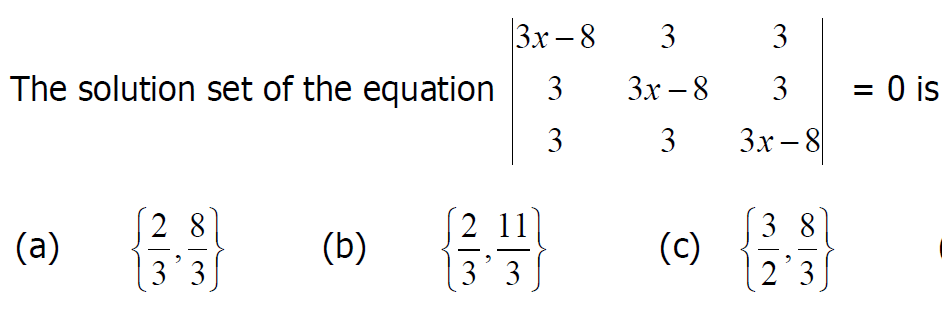 The solution set of the equation |3x – 8 3 3|
|3 3x – 8 3| = 0 is
|3 3 3x – 8|
(a) {2/3, 8/3} (b) {2/3, 11/3} (c) {3/2, 8/3}